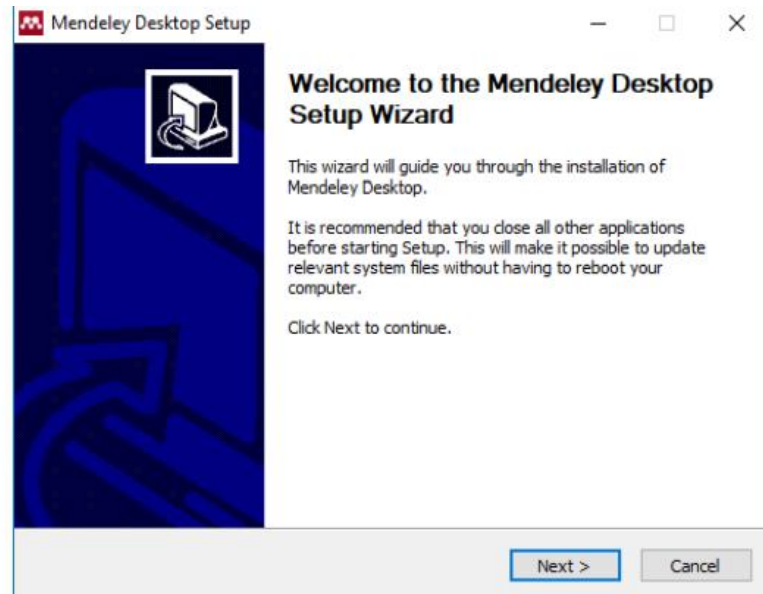 Mendeley Desktop Setup
Welcome to the Mendeley Desktop
Setup Wizard
This wizard will guide you through the installation of
Mendeley Desktop.
It is recommended that you close all other applications
before starting Setup. This will make it possible to update
relevant system files without having to reboot your
computer.
Click Next to continue.
Next >
Cancel